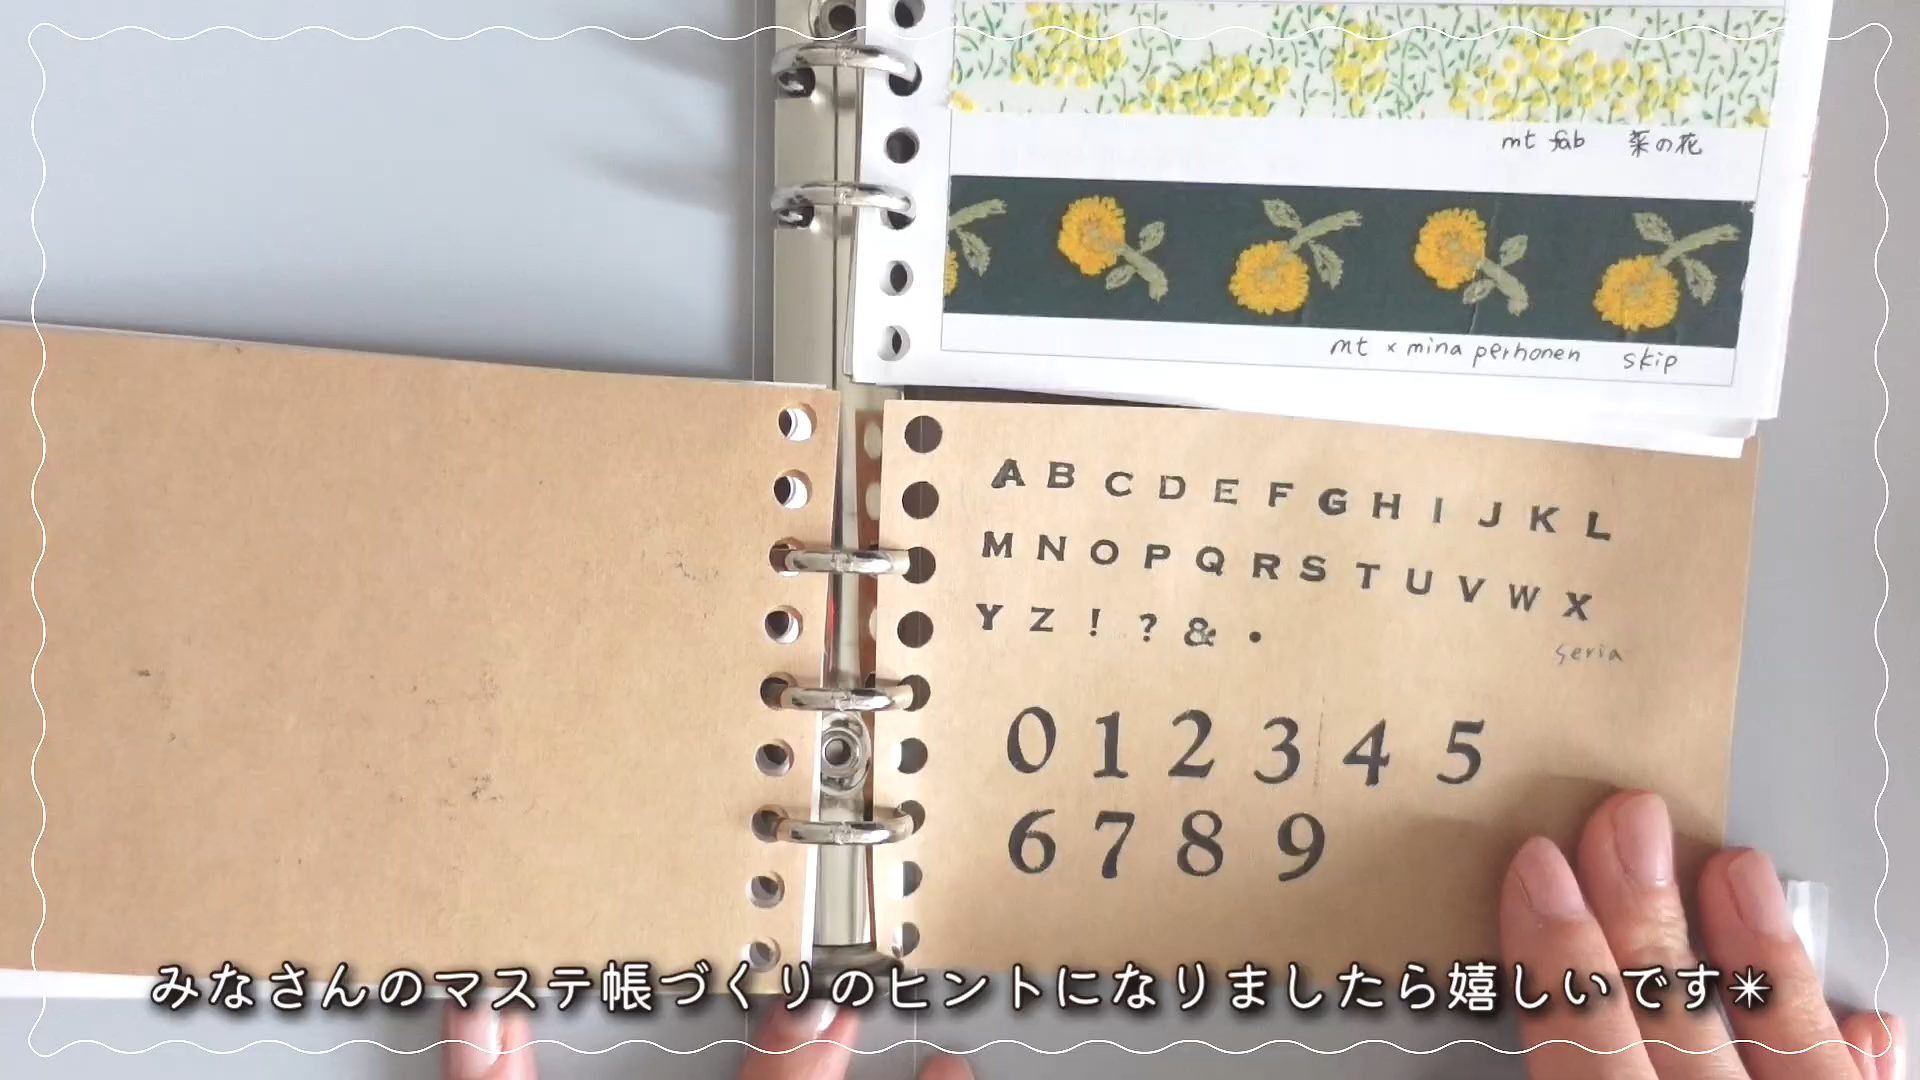 mt fab 菜の花
mt × mina perhonen skip
A B C D E F G H I J K L
M N O P Q R S T U V W X
Y Z ! ? & •
seria
0 1 2 3 4 5
6 7 8 9
みなさんのマステ帳づくりのヒントになりましたら嬉しいです✴